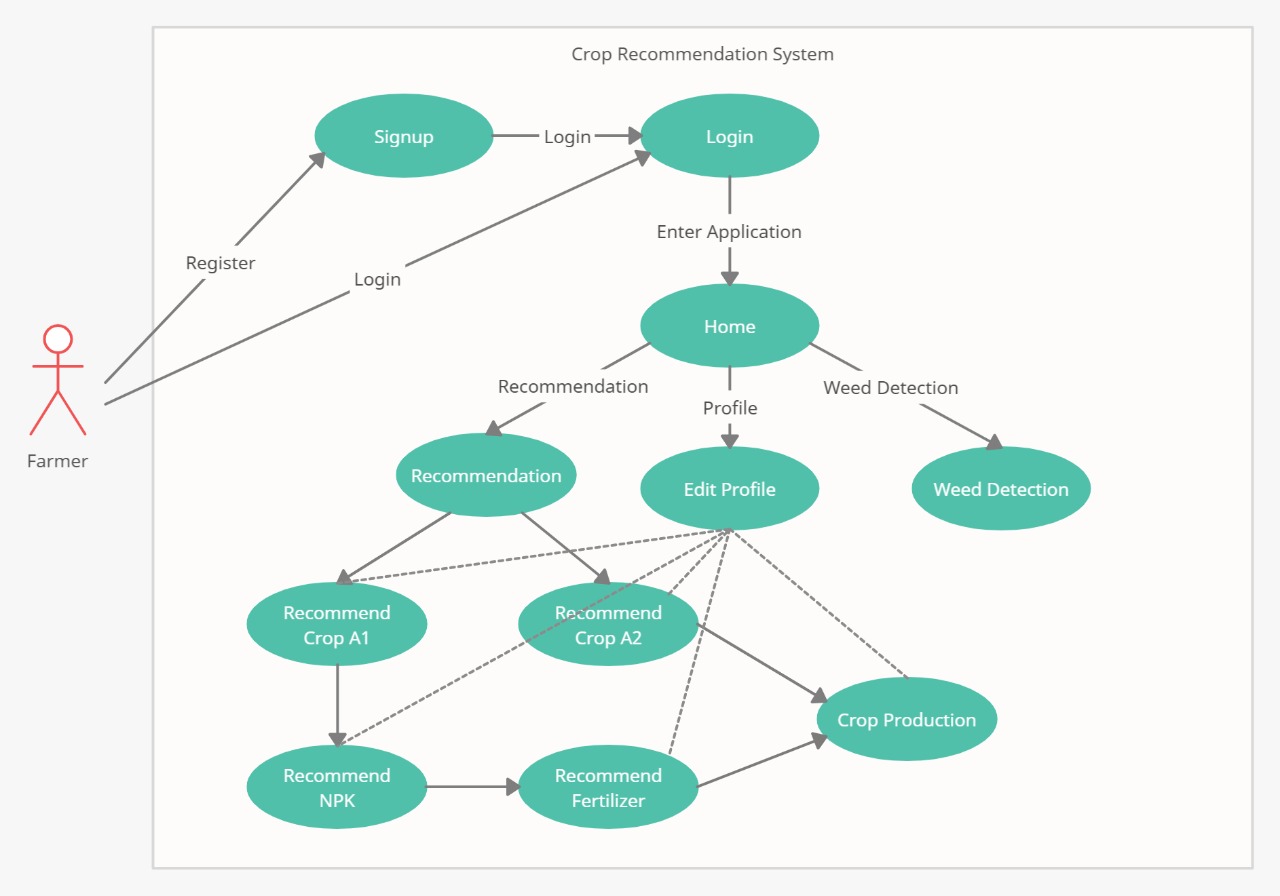 Crop Recommendation System
Signup
Login
Login
Enter Application
Register
Login
Home
Recommendation
Profile
Weed Detection
Farmer
Recommendation
Edit Profile
Weed Detection
Recommend
Crop A1
Recommend
Crop A2
Crop Production
Recommend
NPK
Recommend
Fertilizer